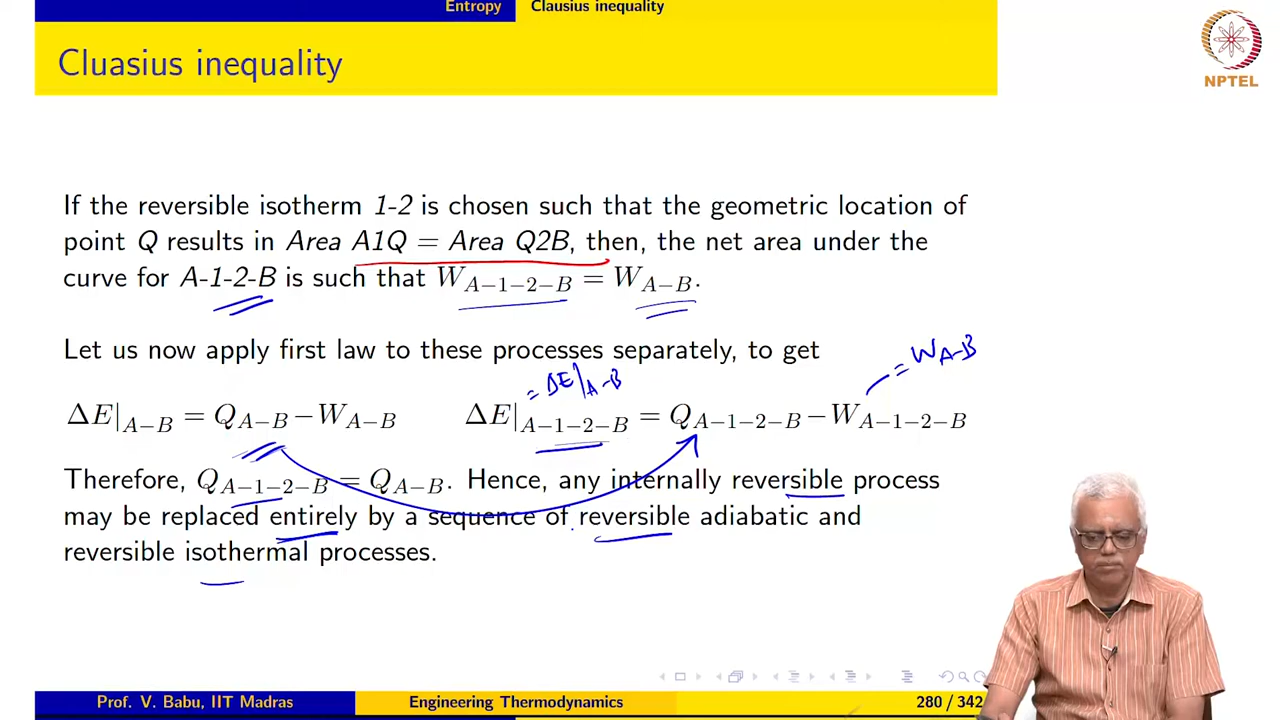 Entropy Clausius inequality
Cluasius inequality
NPTEL
If the reversible isotherm 1-2 is chosen such that the geometric location of
point Q results in Area A1Q = Area Q2B, then, the net area under the
curve for A-1-2-B is such that W_{A−1−2−B} = W_{A−B}.
Let us now apply first law to these processes separately, to get
= ΔE|_{A-B}
= W_{A-B}
ΔE|_{A−B} = Q_{A−B} − W_{A−B} ΔE|_{A−1−2−B} = Q_{A−1−2−B} − W_{A−1−2−B}
Therefore, Q_{A−1−2−B} = Q_{A−B}. Hence, any internally reversible process
may be replaced entirely by a sequence of reversible adiabatic and
reversible isothermal processes.
Prof. V. Babu, IIT Madras Engineering Thermodynamics 280 / 342